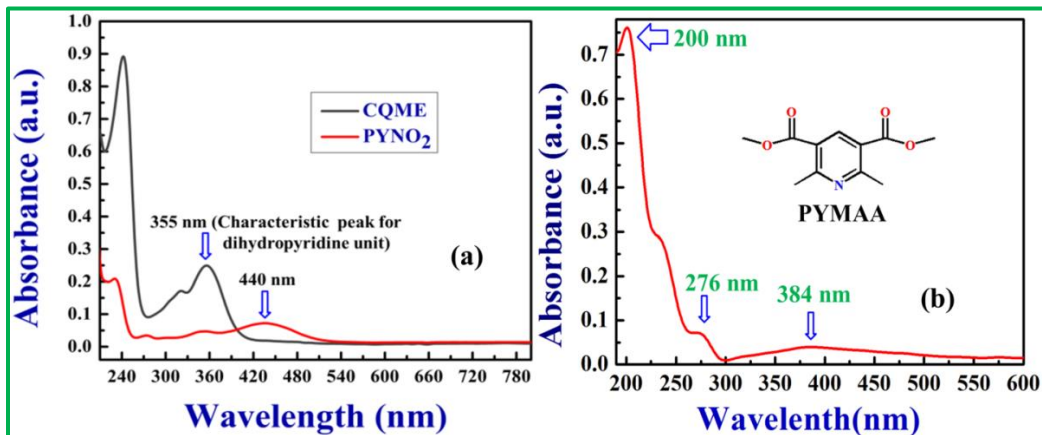 1.0
0.9
0.8
0.7
0.6
0.5
0.4
0.3
0.2
0.1
0.0
Absorbance (a.u.)
CQME
PYNO₂
355 nm (Characteristic peak for
dihydropyridine unit)
440 nm
(a)
240 300 360 420 480 540 600 660 720 780
Wavelength (nm)
0.7
0.6
0.5
0.4
0.3
0.2
0.1
0.0
Absorbance (a.u.)
200 nm
O O
O O
N
PYMAA
276 nm
384 nm
(b)
200 250 300 350 400 450 500 550 600
Wavelenth(nm)